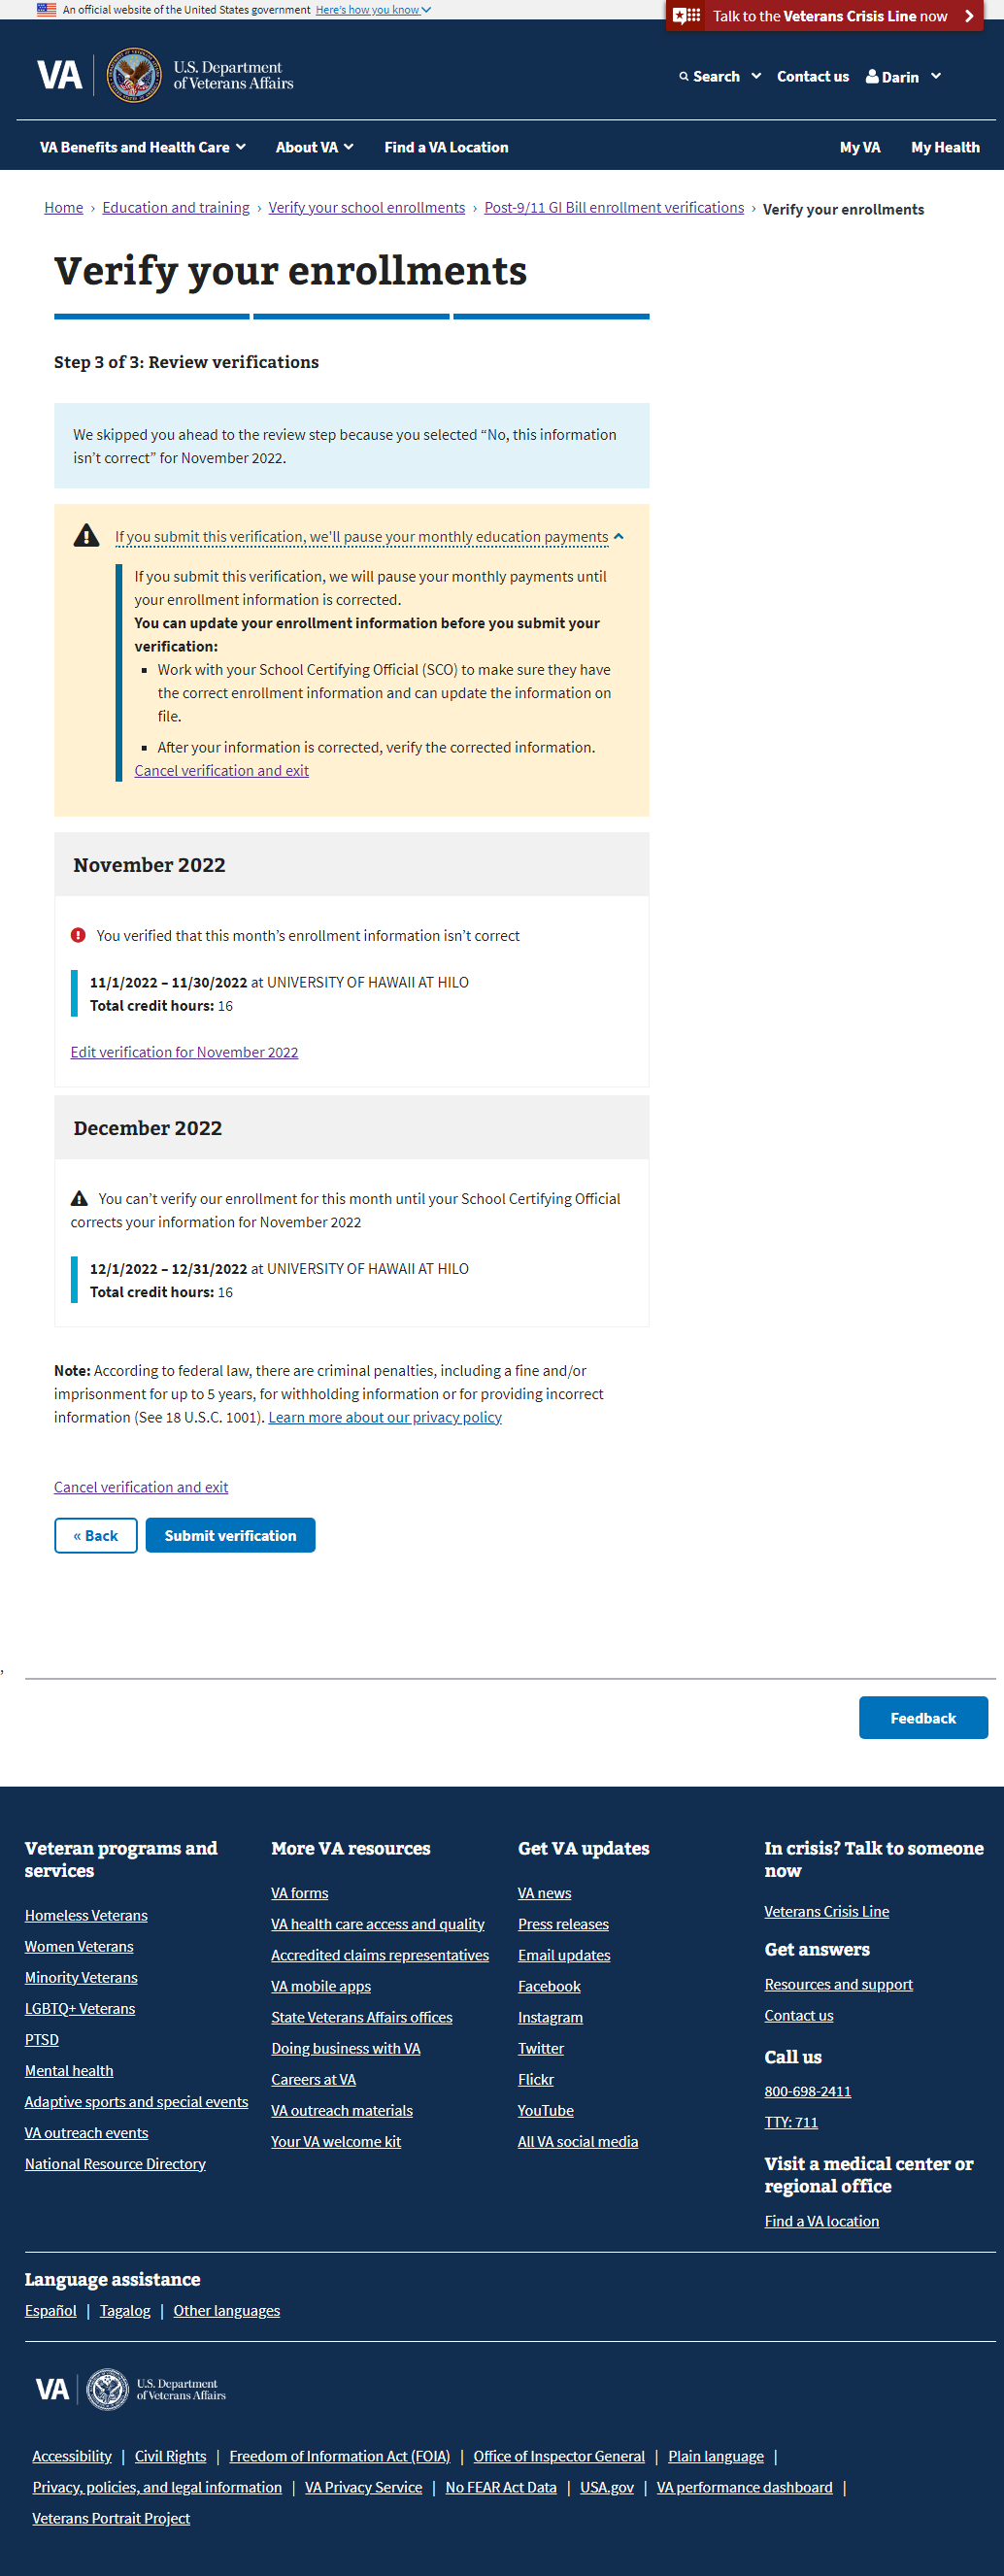 An official website of the United States government Here's how you know
Talk to the Veterans Crisis Line now
VA
U.S. Department
of Veterans Affairs
Search Contact us Darin
VA Benefits and Health Care About VA Find a VA Location My VA My Health
Home › Education and training › Verify your school enrollments › Post-9/11 GI Bill enrollment verifications › Verify your enrollments
Verify your enrollments
Step 3 of 3: Review verifications
We skipped you ahead to the review step because you selected “No, this information
isn’t correct” for November 2022.
If you submit this verification, we'll pause your monthly education payments
If you submit this verification, we will pause your monthly payments until
your enrollment information is corrected.
You can update your enrollment information before you submit your
verification:
▪ Work with your School Certifying Official (SCO) to make sure they have
the correct enrollment information and can update the information on
file.
▪ After your information is corrected, verify the corrected information.
Cancel verification and exit
November 2022
You verified that this month’s enrollment information isn’t correct
11/1/2022 – 11/30/2022 at UNIVERSITY OF HAWAII AT HILO
Total credit hours: 16
Edit verification for November 2022
December 2022
You can’t verify our enrollment for this month until your School Certifying Official
corrects your information for November 2022
12/1/2022 – 12/31/2022 at UNIVERSITY OF HAWAII AT HILO
Total credit hours: 16
Note: According to federal law, there are criminal penalties, including a fine and/or
imprisonment for up to 5 years, for withholding information or for providing incorrect
information (See 18 U.S.C. 1001). Learn more about our privacy policy
Cancel verification and exit
« Back Submit verification
,
Feedback
Veteran programs and
services
Homeless Veterans
Women Veterans
Minority Veterans
LGBTQ+ Veterans
PTSD
Mental health
Adaptive sports and special events
VA outreach events
National Resource Directory
More VA resources
VA forms
VA health care access and quality
Accredited claims representatives
VA mobile apps
State Veterans Affairs offices
Doing business with VA
Careers at VA
VA outreach materials
Your VA welcome kit
Get VA updates
VA news
Press releases
Email updates
Facebook
Instagram
Twitter
Flickr
YouTube
All VA social media
In crisis? Talk to someone
now
Veterans Crisis Line
Get answers
Resources and support
Contact us
Call us
800-698-2411
TTY: 711
Visit a medical center or
regional office
Find a VA location
Language assistance
Español | Tagalog | Other languages
VA
U.S. Department
of Veterans Affairs
Accessibility | Civil Rights | Freedom of Information Act (FOIA) | Office of Inspector General | Plain language |
Privacy, policies, and legal information | VA Privacy Service | No FEAR Act Data | USA.gov | VA performance dashboard |
Veterans Portrait Project